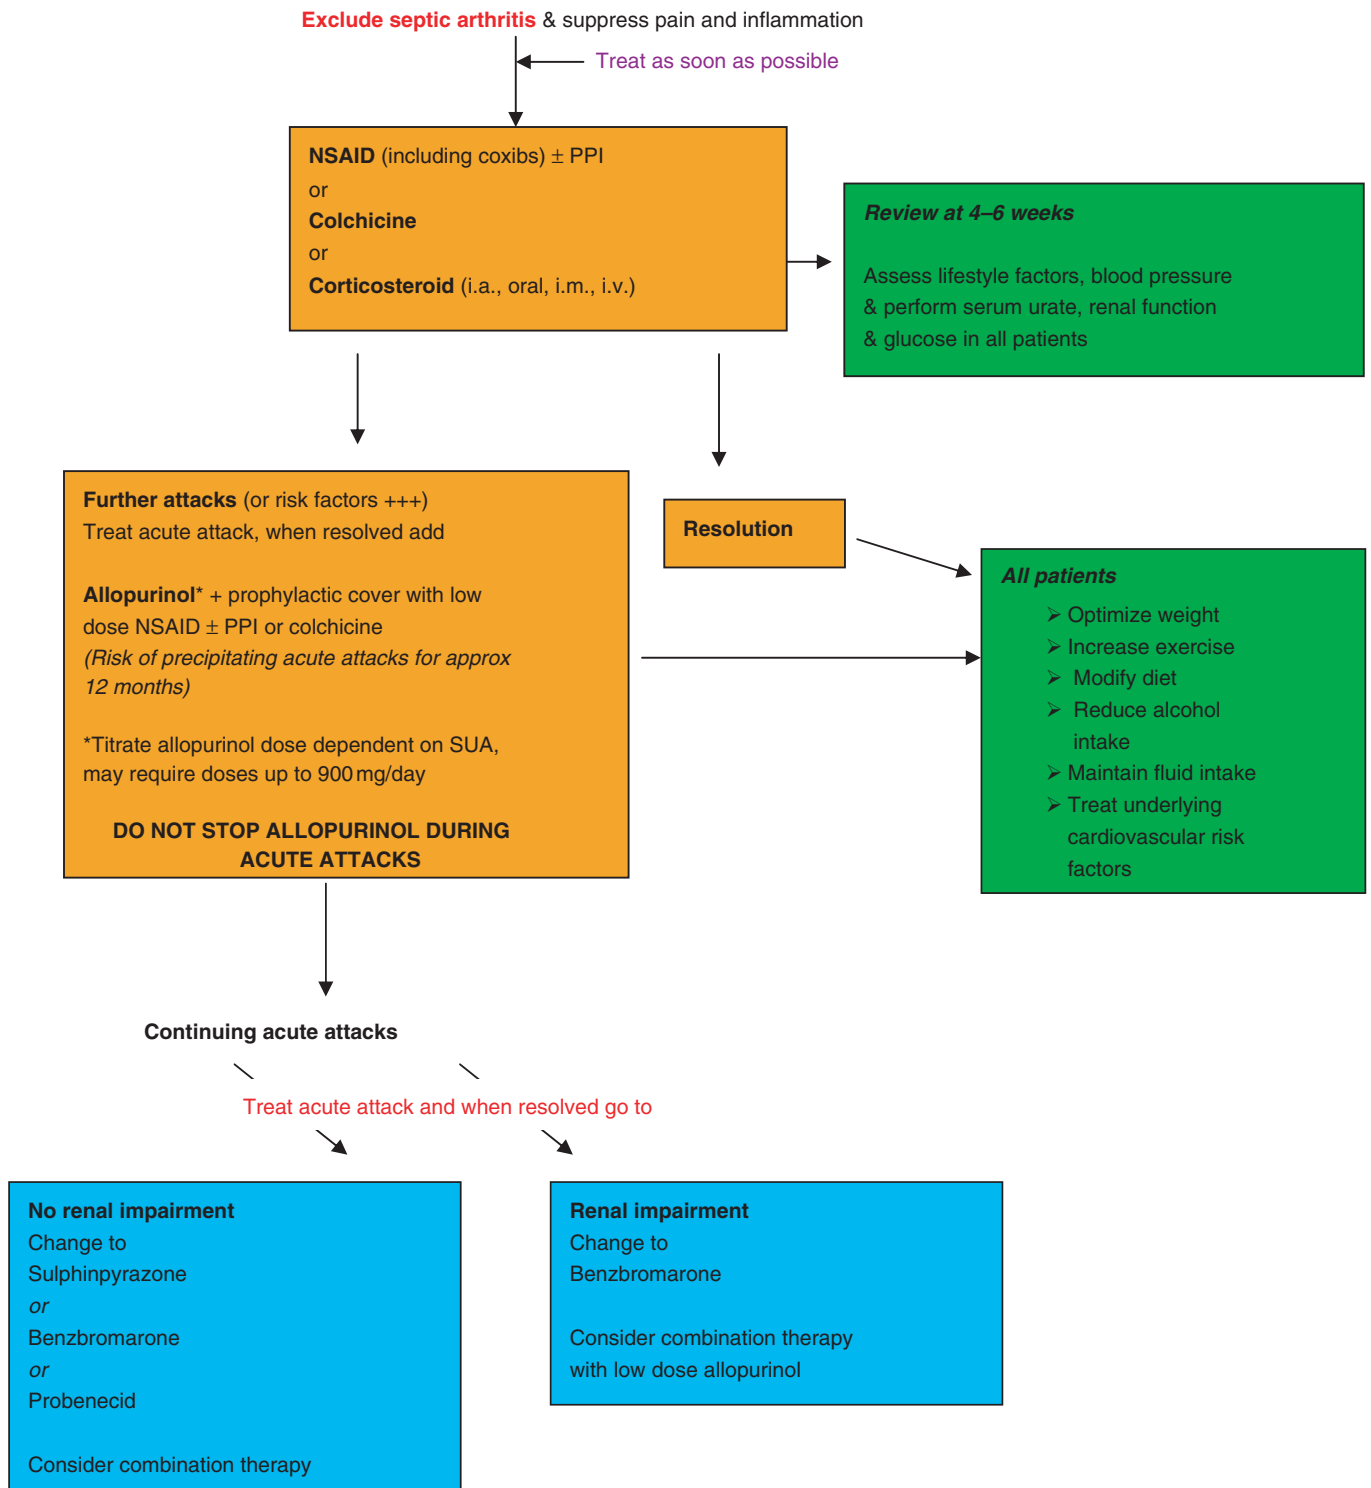 Exclude septic arthritis & suppress pain and inflammation
Treat as soon as possible
NSAID (including coxibs) ± PPI
or
Colchicine
or
Corticosteroid (i.a., oral, i.m., i.v.)
Review at 4–6 weeks
Assess lifestyle factors, blood pressure
& perform serum urate, renal function
& glucose in all patients
Further attacks (or risk factors +++)
Treat acute attack, when resolved add
Allopurinol* + prophylactic cover with low
dose NSAID ± PPI or colchicine
(Risk of precipitating acute attacks for approx
12 months)
*Titrate allopurinol dose dependent on SUA,
may require doses up to 900 mg/day
DO NOT STOP ALLOPURINOL DURING
ACUTE ATTACKS
Resolution
All patients
➢ Optimize weight
➢ Increase exercise
➢ Modify diet
➢ Reduce alcohol
intake
➢ Maintain fluid intake
➢ Treat underlying
cardiovascular risk
factors
Continuing acute attacks
Treat acute attack and when resolved go to
No renal impairment
Change to
Sulphinpyrazone
or
Benzbromarone
or
Probenecid
Consider combination therapy
Renal impairment
Change to
Benzbromarone
Consider combination therapy
with low dose allopurinol